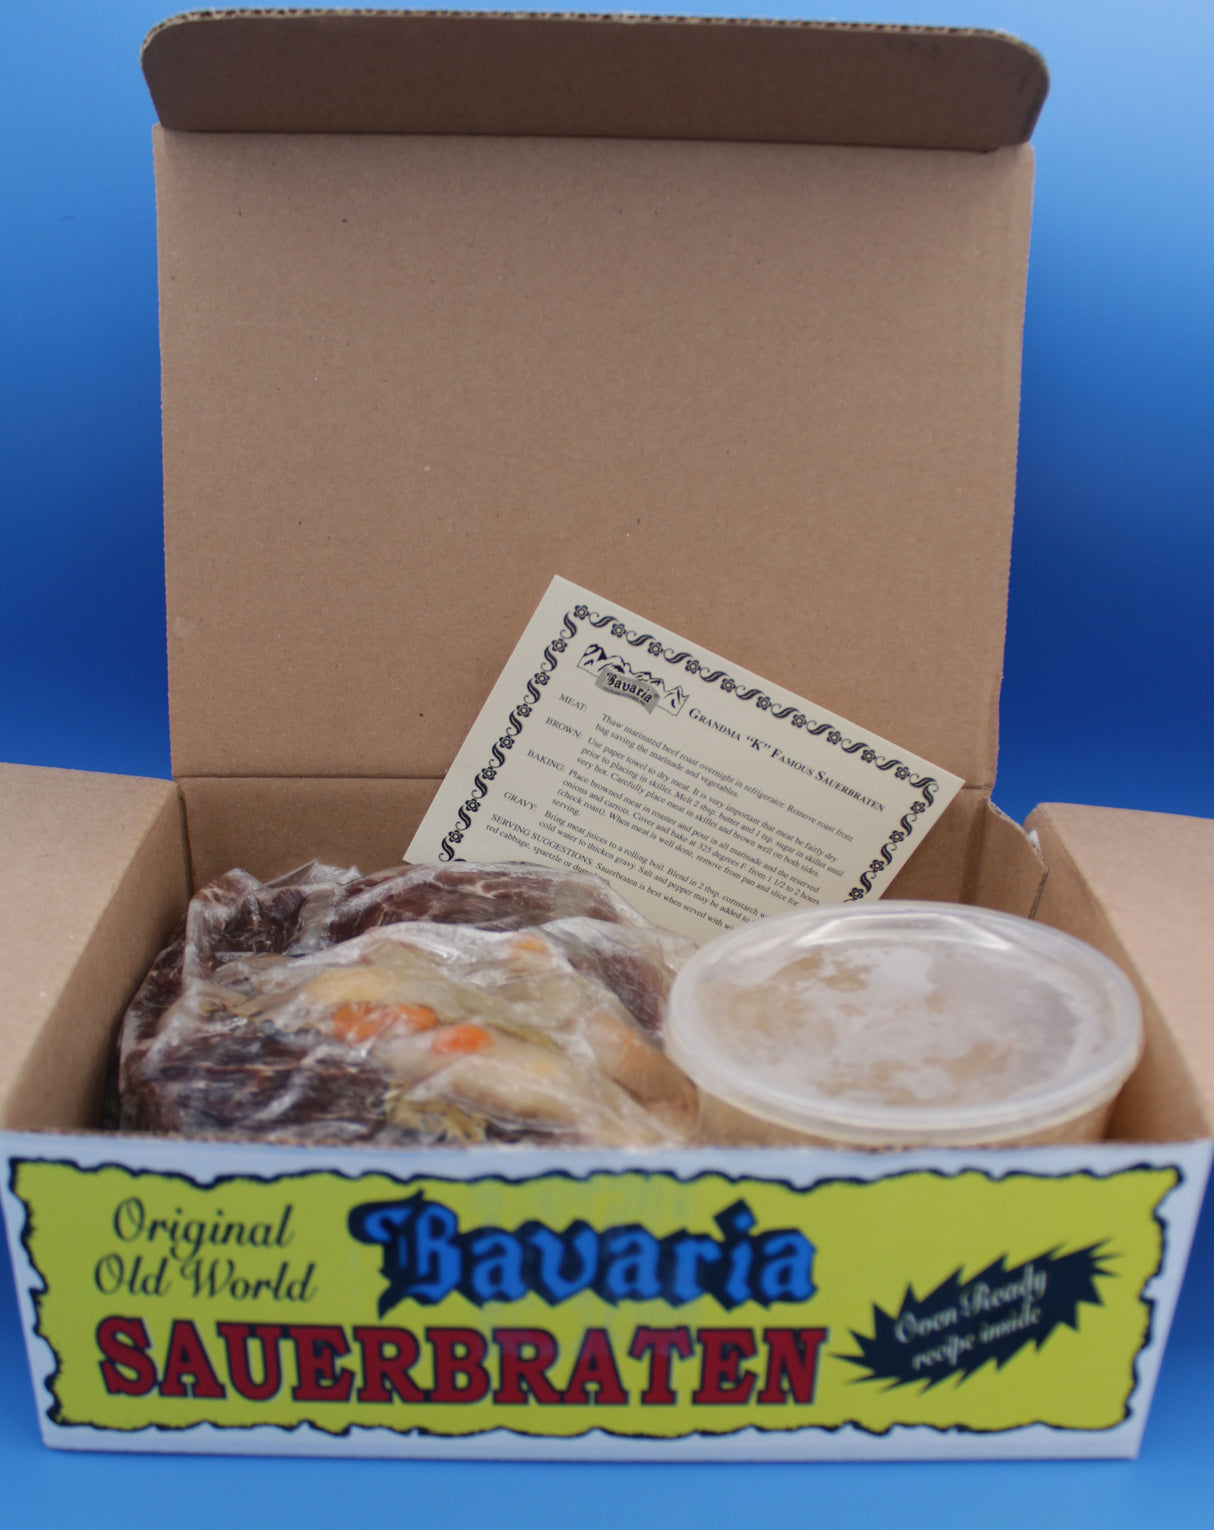 Bavaria
GRANDMA "K" FAMOUS SAUERBRATEN
MEAT: Thaw marinated beef roast overnight in refrigerator. Remove roast from
bag saving the marinade and vegetables.
BROWN: Use paper towel to dry meat. It is very important that meat be fairly dry
prior to placing in skillet. Melt 2 tbsp. butter and 1 tsp. sugar in skillet until
very hot. Carefully place meat in skillet and brown well on both sides.
BAKING: Place browned meat in roaster and pour in all marinade and the reserved
onions and carrots. Cover and bake at 325 degrees F. from 1 1/2 to 2 hours
(check roast). When meat is well done, remove from pan and slice for
serving.
GRAVY: Bring meat juices to a rolling boil. Blend in 2 tbsp. cornstarch
cold water to thicken gravy. Salt and pepper may be added to
SERVING SUGGESTIONS: Sauerbraten is best when served with
red cabbage, spaetzle or dumplings.
Original
Old World
Bavaria
SAUERBRATEN
Oven Ready
recipe inside